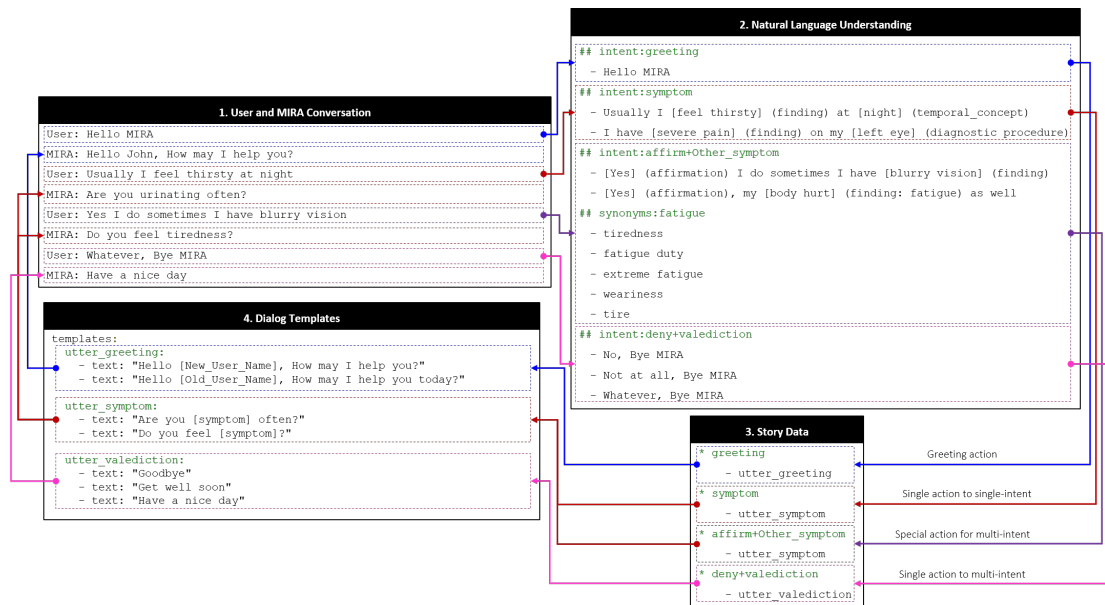 2. Natural Language Understanding
## intent:greeting
- Hello MIRA
## intent:symptom
- Usually I [feel thirsty] (finding) at [night] (temporal_concept)
- I have [severe pain] (finding) on my [left eye] (diagnostic procedure)
## intent:affirm+Other_symptom
- [Yes] (affirmation) I do sometimes I have [blurry vision] (finding)
- [Yes] (affirmation), my [body hurt] (finding: fatigue) as well
## synonyms:fatigue
- tiredness
- fatigue duty
- extreme fatigue
- weariness
- tire
## intent:deny+valediction
- No, Bye MIRA
- Not at all, Bye MIRA
- Whatever, Bye MIRA
1. User and MIRA Conversation
User: Hello MIRA
MIRA: Hello John, How may I help you?
User: Usually I feel thirsty at night
MIRA: Are you urinating often?
User: Yes I do sometimes I have blurry vision
MIRA: Do you feel tiredness?
User: Whatever, Bye MIRA
MIRA: Have a nice day
4. Dialog Templates
templates:
utter_greeting:
- text: "Hello [New_User_Name], How may I help you?"
- text: "Hello [Old_User_Name], How may I help you today?"
utter_symptom:
- text: "Are you [symptom] often?"
- text: "Do you feel [symptom]?"
utter_valediction:
- text: "Goodbye"
- text: "Get well soon"
- text: "Have a nice day"
3. Story Data
* greeting
- utter_greeting
* symptom
- utter_symptom
* affirm+Other_symptom
- utter_symptom
* deny+valediction
- utter_valediction
Greeting action
Single action to single-intent
Special action for multi-intent
Single action to multi-intent